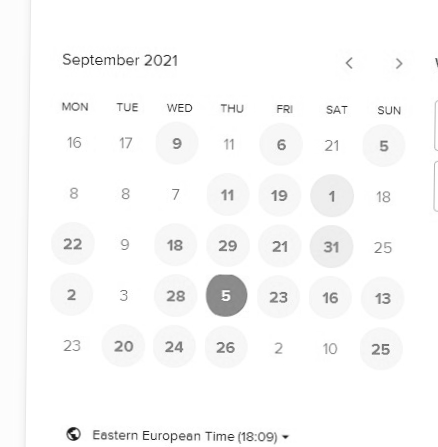 September 2021
MON TUE WED THU FRI SAT SUN
16 17 9 11 6 21 5
8 8 7 11 19 1 18
22 9 18 29 21 31 25
2 3 28 5 23 16 13
23 20 24 26 2 10 25
Eastern European Time (18:09)